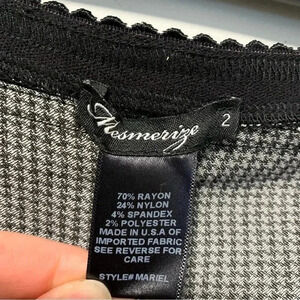 Mesmerize
2
70% RAYON
24% NYLON
4% SPANDEX
2% POLYESTER
MADE IN U.S.A OF
IMPORTED FABRIC
SEE REVERSE FOR
CARE
STYLE# MARIEL